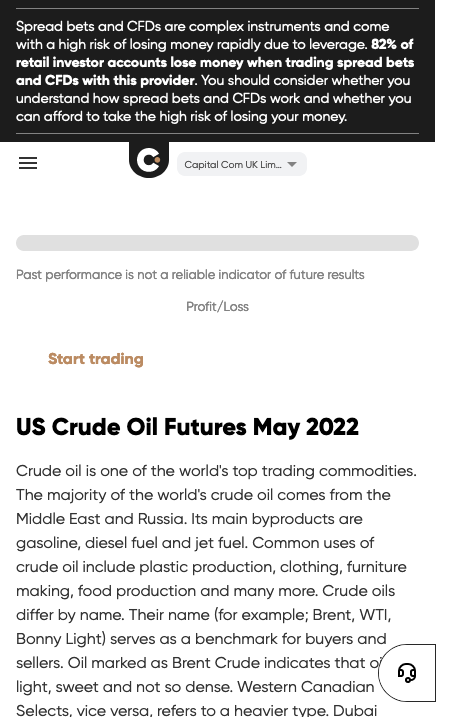 Spread bets and CFDs are complex instruments and come
with a high risk of losing money rapidly due to leverage. 82% of
retail investor accounts lose money when trading spread bets
and CFDs with this provider. You should consider whether you
understand how spread bets and CFDs work and whether you
can afford to take the high risk of losing your money.
Capital Com UK Lim...
Past performance is not a reliable indicator of future results
Profit/Loss
Start trading
US Crude Oil Futures May 2022
Crude oil is one of the world's top trading commodities.
The majority of the world's crude oil comes from the
Middle East and Russia. Its main byproducts are
gasoline, diesel fuel and jet fuel. Common uses of
crude oil include plastic production, clothing, furniture
making, food production and many more. Crude oils
differ by name. Their name (for example; Brent, WTI,
Bonny Light) serves as a benchmark for buyers and
sellers. Oil marked as Brent Crude indicates that
light, sweet and not so dense. Western Canadian
Selects, vice versa, refers to a heavier type. Dubai